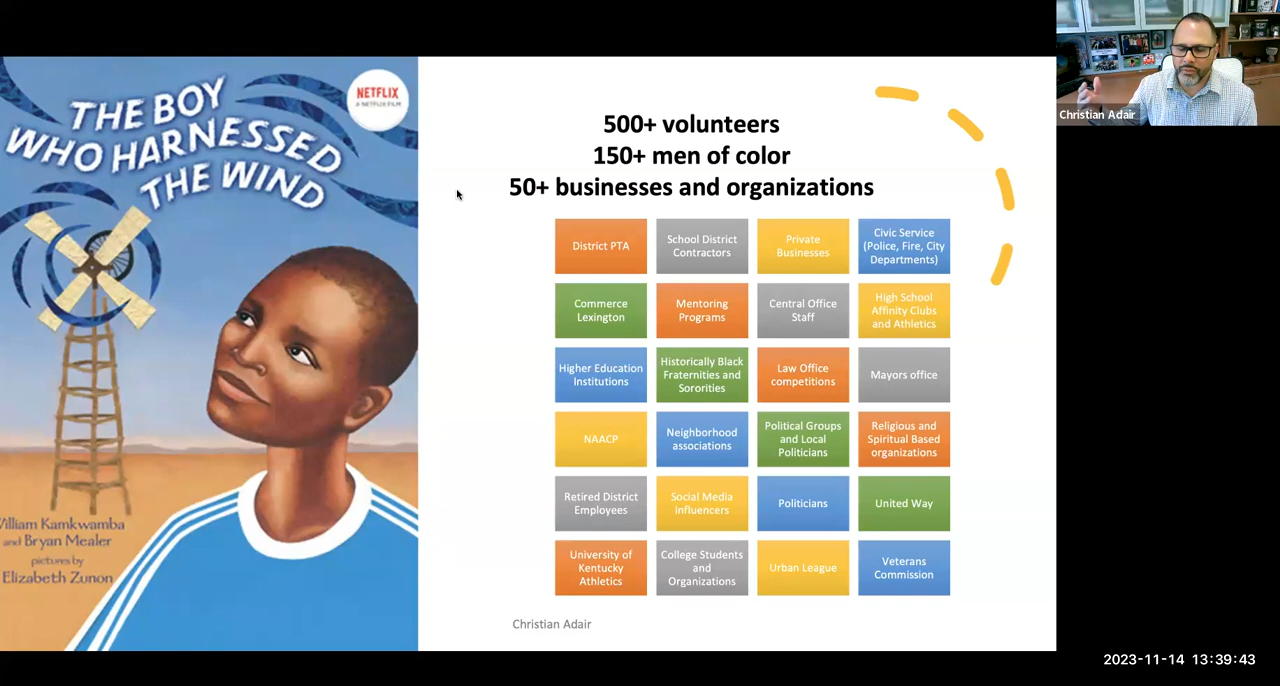 THE BOY
WHO HARNESSED
THE WIND
NETFLIX
A NETFLIX FILM
William Kamkwamba
and Bryan Mealer
pictures by
Elizabeth Zunon
500+ volunteers
150+ men of color
50+ businesses and organizations
District PTA
School District
Contractors
Private
Businesses
Civic Service
(Police, Fire, City
Departments)
Commerce
Lexington
Mentoring
Programs
Central Office
Staff
High School
Affinity Clubs
and Athletics
Higher Education
Institutions
Historically Black
Fraternities and
Sororities
Law Office
competitions
Mayors office
NAACP
Neighborhood
associations
Political Groups
and Local
Politicians
Religious and
Spiritual Based
organizations
Retired District
Employees
Social Media
Influencers
Politicians
United Way
University of
Kentucky
Athletics
College Students
and
Organizations
Urban League
Veterans
Commission
Christian Adair
Christian Adair
2023-11-14 13:39:43